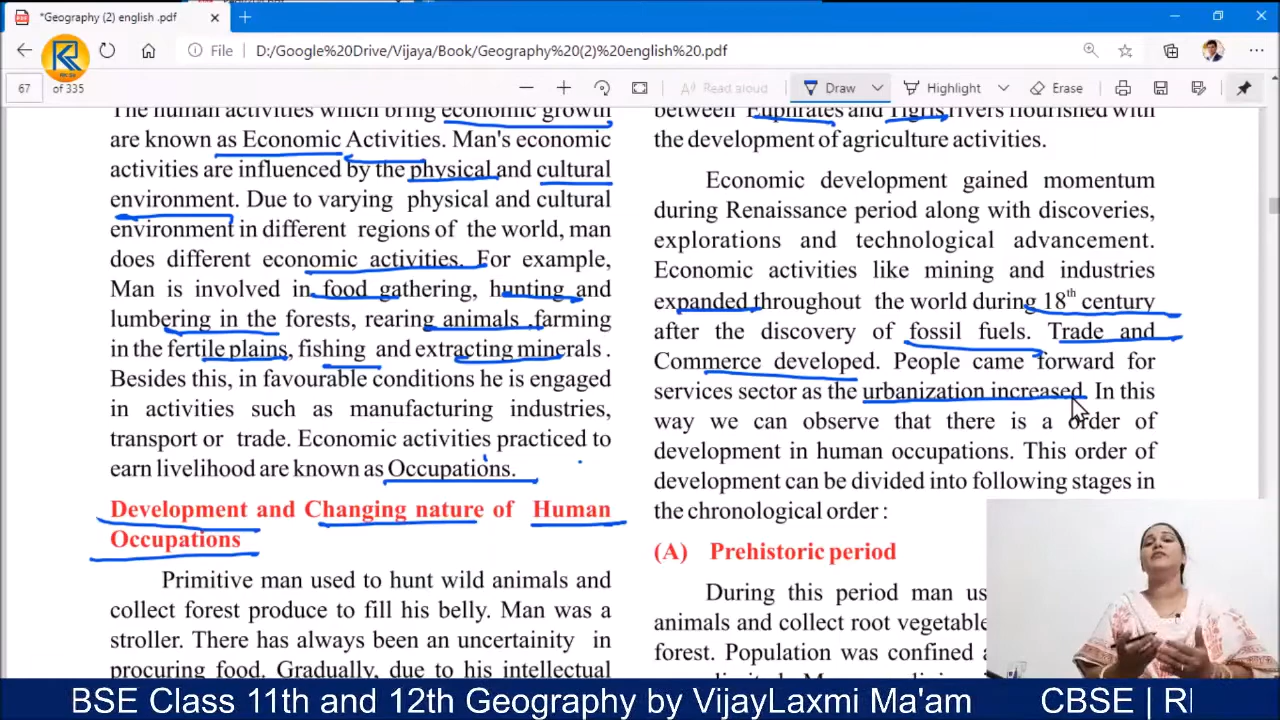 *Geography (2) english .pdf
File
D:/Google%20Drive/Vijaya/Book/Geography%20(2)%20english%20.pdf
67
of 335
Read aloud
Draw
Highlight
Erase
The human activities which bring economic growth
are known as Economic Activities. Man's economic
activities are influenced by the physical and cultural
environment. Due to varying physical and cultural
environment in different regions of the world, man
does different economic activities. For example,
Man is involved in food gathering, hunting and
lumbering in the forests, rearing animals ,farming
in the fertile plains, fishing and extracting minerals .
Besides this, in favourable conditions he is engaged
in activities such as manufacturing industries,
transport or trade. Economic activities practiced to
earn livelihood are known as Occupations.
Development and Changing nature of Human
Occupations
Primitive man used to hunt wild animals and
collect forest produce to fill his belly. Man was a
stroller. There has always been an uncertainity in
procuring food. Gradually, due to his intellectual
between Euphrates and Tigris rivers flourished with
the development of agriculture activities.
Economic development gained momentum
during Renaissance period along with discoveries,
explorations and technological advancement.
Economic activities like mining and industries
expanded throughout the world during 18th century
after the discovery of fossil fuels. Trade and
Commerce developed. People came forward for
services sector as the urbanization increased. In this
way we can observe that there is a order of
development in human occupations. This order of
development can be divided into following stages in
the chronological order :
(A) Prehistoric period
During this period man us
animals and collect root vegetable
forest. Population was confined
BSE Class 11th and 12th Geography by VijayLaxmi Ma'am
CBSE | RI